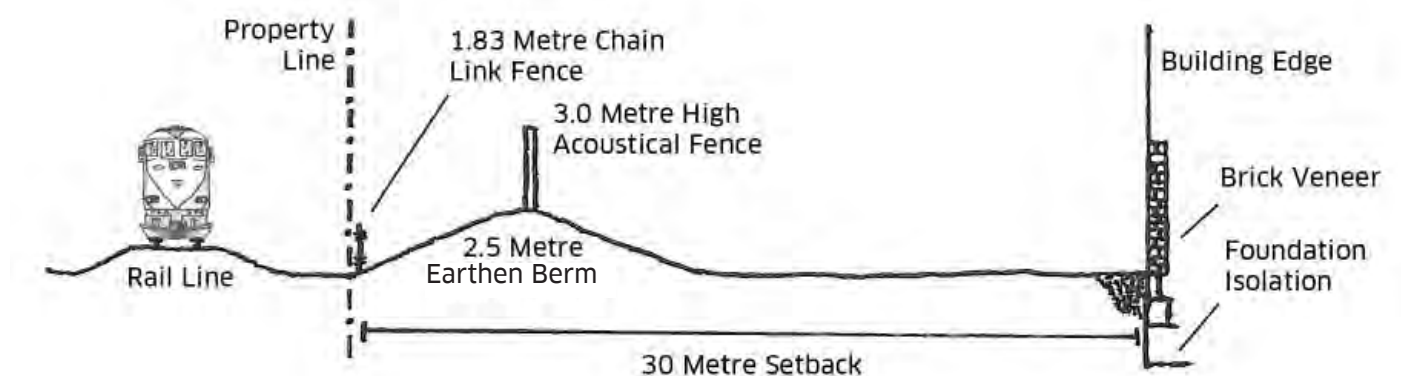 Property
Line
1.83 Metre Chain
Link Fence
Building Edge
3.0 Metre High
Acoustical Fence
Brick Veneer
2.5 Metre
Earthen Berm
Rail Line
Foundation
Isolation
30 Metre Setback